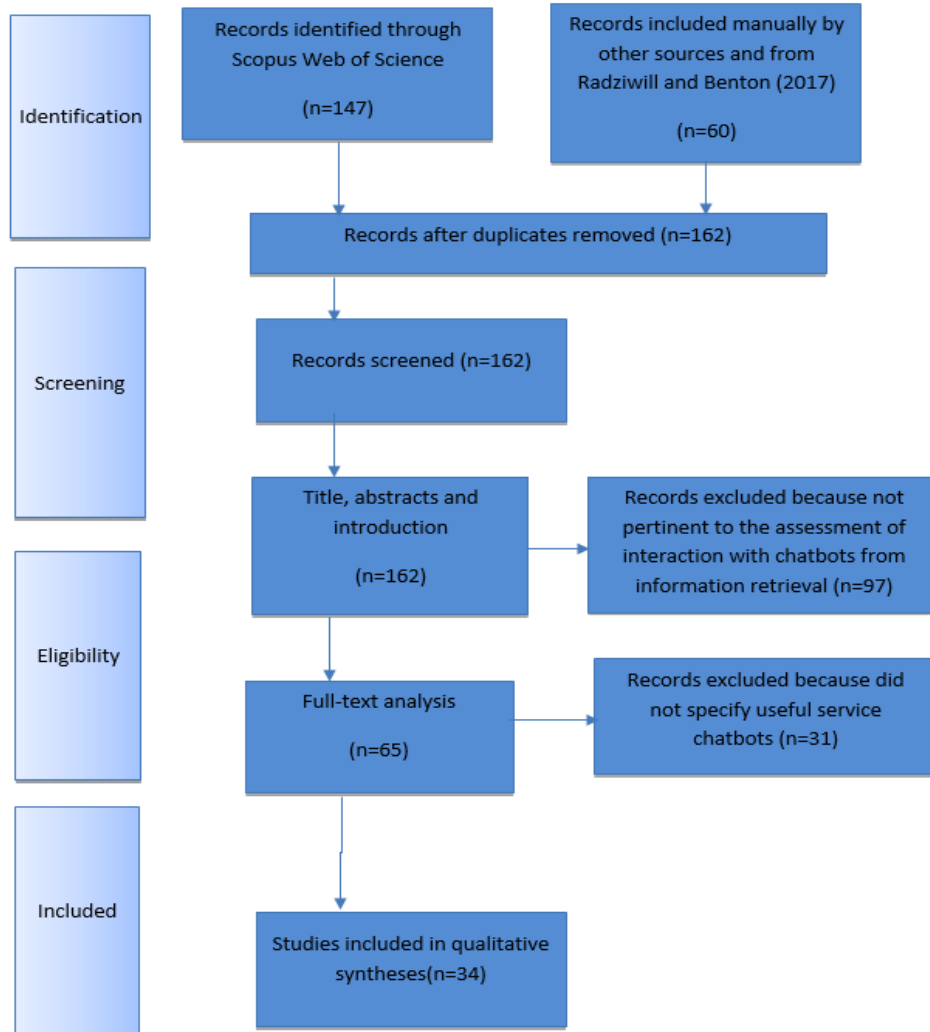 Identification
Records identified through
Scopus Web of Science
(n=147)
Records included manually by
other sources and from
Radziwill and Benton (2017)
(n=60)
Records after duplicates removed (n=162)
Screening
Records screened (n=162)
Title, abstracts and
introduction
(n=162)
Records excluded because not
pertinent to the assessment of
interaction with chatbots from
information retrieval (n=97)
Eligibility
Full-text analysis
(n=65)
Records excluded because did
not specify useful service
chatbots (n=31)
Included
Studies included in qualitative
syntheses(n=34)